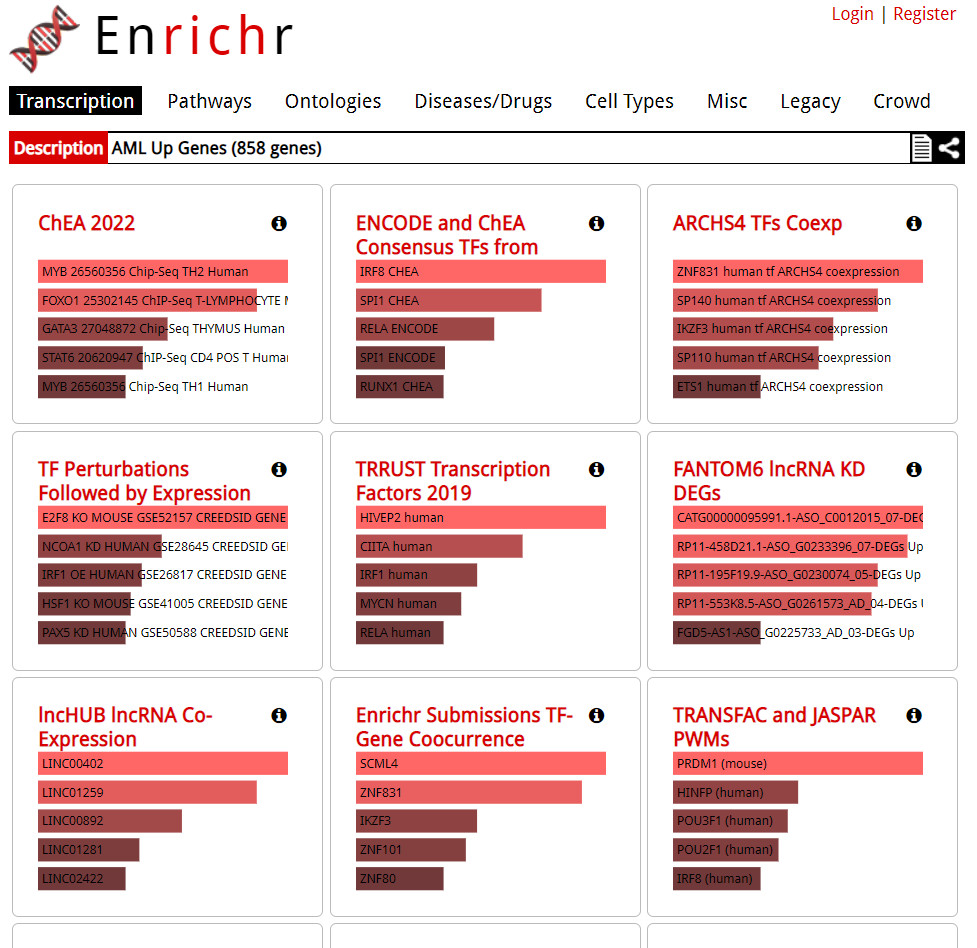 Enrichr
Login | Register
Transcription Pathways Ontologies Diseases/Drugs Cell Types Misc Legacy Crowd
Description AML Up Genes (858 genes)
ChEA 2022
MYB 26560356 Chip-Seq TH2 Human
FOXO1 25302145 ChIP-Seq T-LYMPHOCYTE
GATA3 27048872 Chip-Seq THYMUS Human
STAT6 20620947 ChIP-Seq CD4 POS T Human
MYB 26560356 Chip-Seq TH1 Human
ENCODE and ChEA
Consensus TFs from
IRF8 CHEA
SPI1 CHEA
RELA ENCODE
SPI1 ENCODE
RUNX1 CHEA
ARCHS4 TFs Coexp
ZNF831 human tf ARCHS4 coexpression
SP140 human tf ARCHS4 coexpression
IKZF3 human tf ARCHS4 coexpression
SP110 human tf ARCHS4 coexpression
ETS1 human tf ARCHS4 coexpression
TF Perturbations
Followed by Expression
E2F8 KO MOUSE GSE52157 CREEDSID GENE
NCOA1 KD HUMAN GSE28645 CREEDSID GE
IRF1 OE HUMAN GSE26817 CREEDSID GENE
HSF1 KO MOUSE GSE41005 CREEDSID GENE
PAX5 KD HUMAN GSE50588 CREEDSID GENE
TRRUST Transcription
Factors 2019
HIVEP2 human
CIITA human
IRF1 human
MYCN human
RELA human
FANTOM6 lncRNA KD
DEGs
CATG00000095991.1-ASO_C0012015_07-DEG
RP11-458D21.1-ASO_G0233396_07-DEGs Up
RP11-195F19.9-ASO_G0230074_05-DEGs Up
RP11-553K8.5-ASO_G0261573_AD_04-DEGs
FGD5-AS1-ASO_G0225733_AD_03-DEGs Up
lncHUB lncRNA Co-
Expression
LINC00402
LINC01259
LINC00892
LINC01281
LINC02422
Enrichr Submissions TF-
Gene Coocurrence
SCML4
ZNF831
IKZF3
ZNF101
ZNF80
TRANSFAC and JASPAR
PWMs
PRDM1 (mouse)
HINFP (human)
POU3F1 (human)
POU2F1 (human)
IRF8 (human)